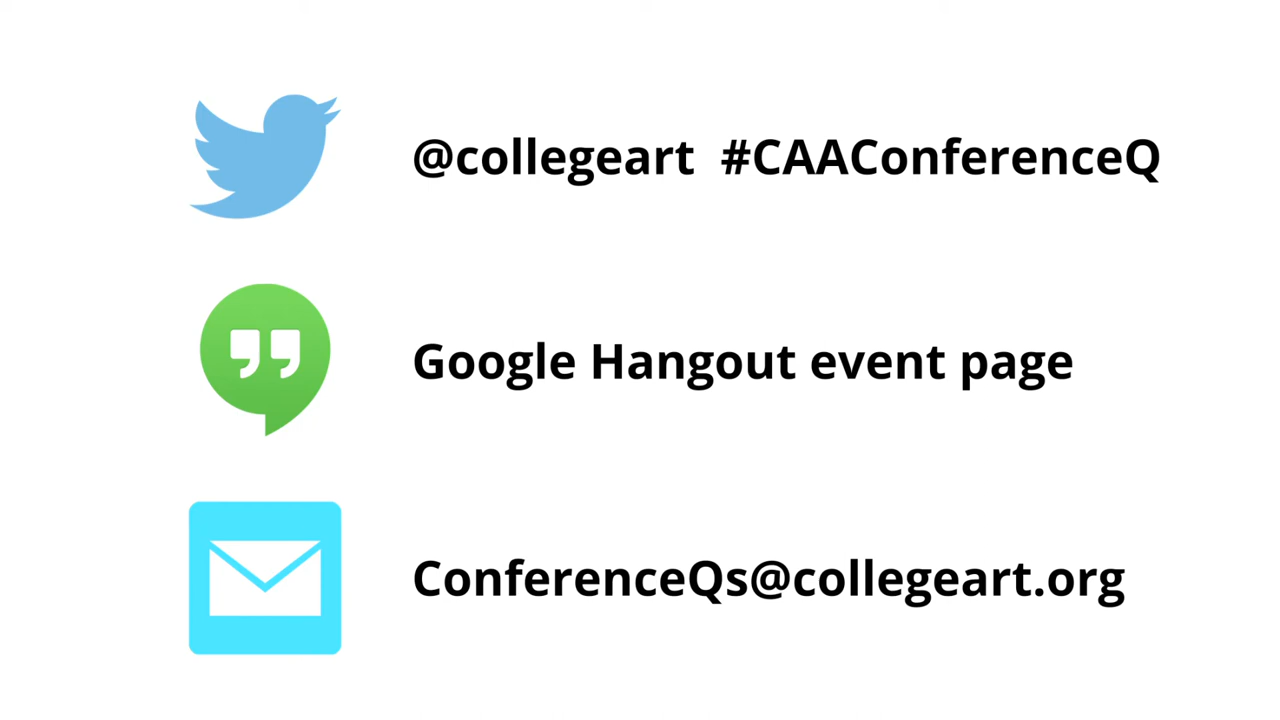 @collegeart #CAAConferenceQ
Google Hangout event page
ConferenceQs@collegeart.org